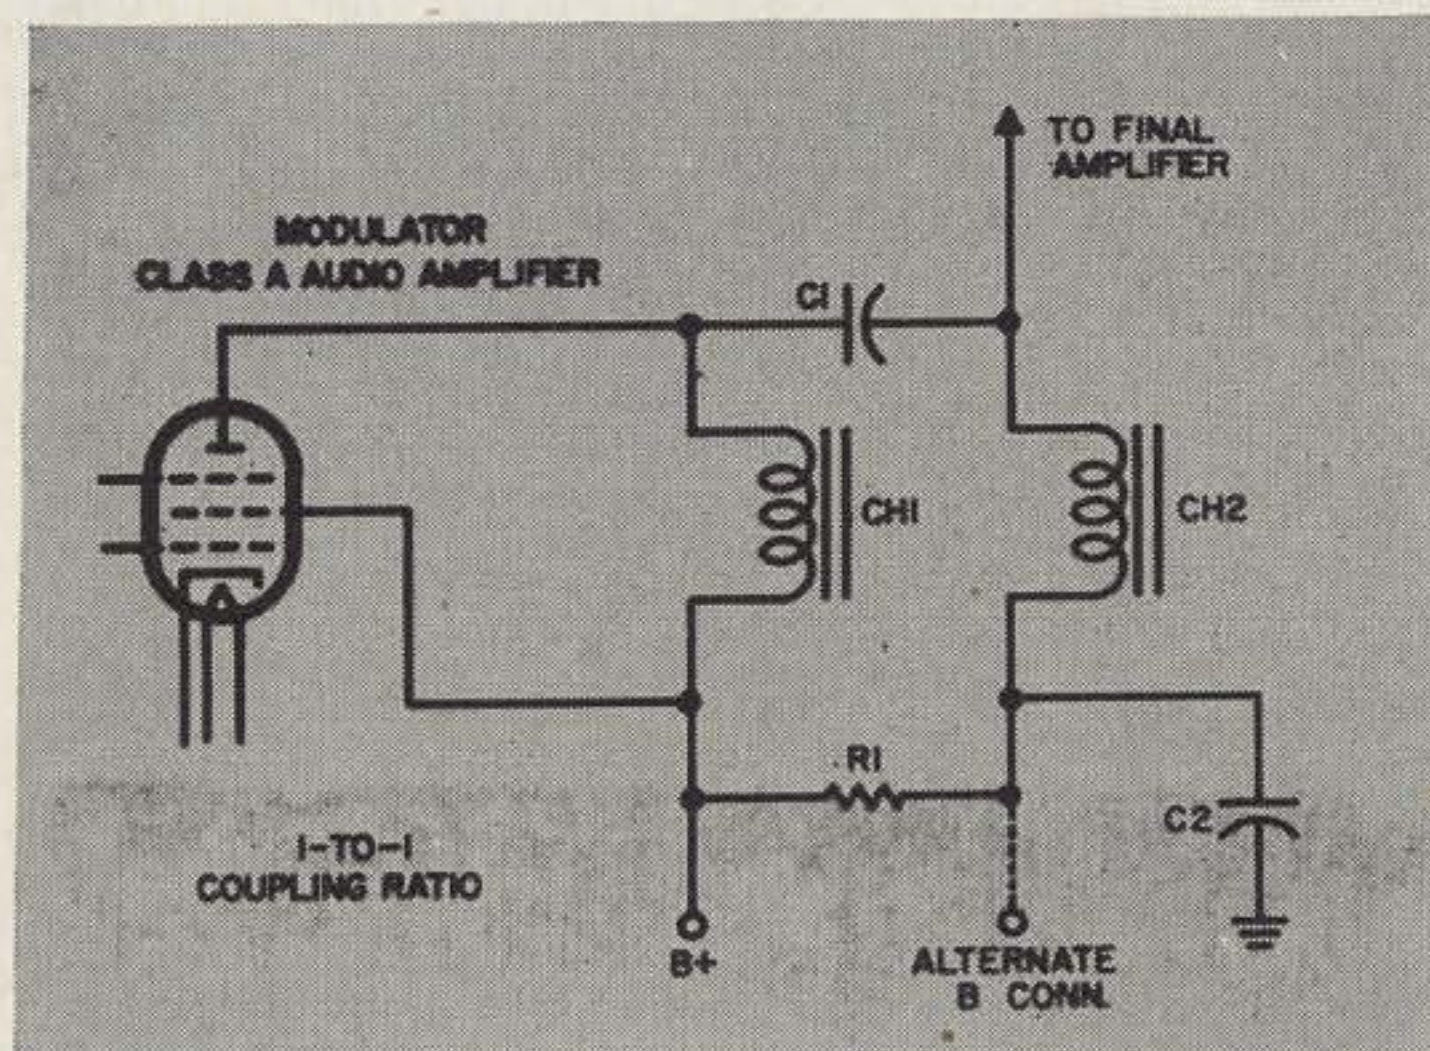 TO FINAL
AMPLIFIER
MODULATOR
CLASS A AUDIO AMPLIFIER
C1
CH1
CH2
R1
C2
1-TO-1
COUPLING RATIO
B+
ALTERNATE
B CONN.